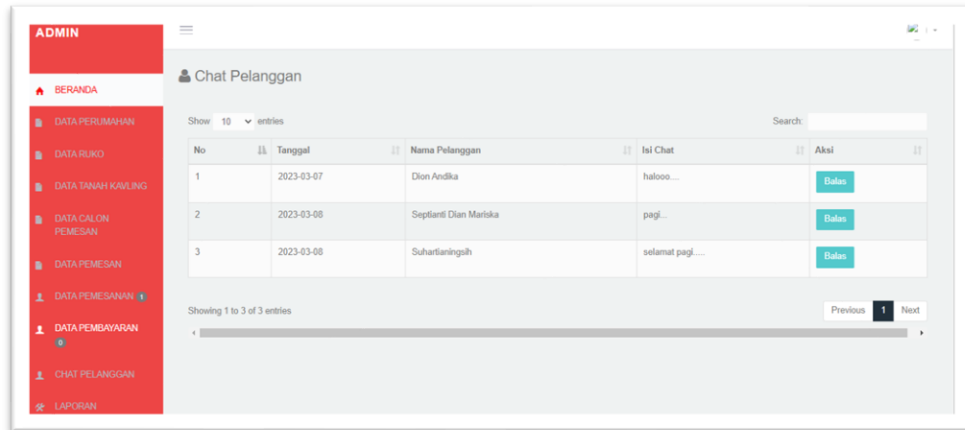 ADMIN
Chat Pelanggan
BERANDA
DATA PERUMAHAN
DATA RUKO
DATA TANAH KAVLING
DATA CALON
PEMESAN
DATA PEMESAN
DATA PEMESANAN 1
DATA PEMBAYARAN
0
CHAT PELANGGAN
LAPORAN
Show 10 entries Search:
No Tanggal Nama Pelanggan Isi Chat Aksi
1 2023-03-07 Dion Andika halooo.... Balas
2 2023-03-08 Septianti Dian Mariska pagi... Balas
3 2023-03-08 Suhartianingsih selamat pagi..... Balas
Showing 1 to 3 of 3 entries Previous 1 Next